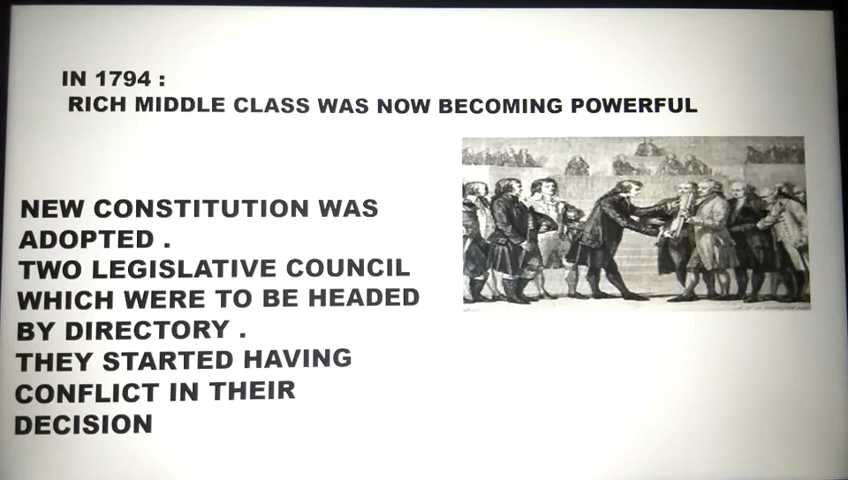 IN 1794 :
RICH MIDDLE CLASS WAS NOW BECOMING POWERFUL
NEW CONSTITUTION WAS
ADOPTED .
TWO LEGISLATIVE COUNCIL
WHICH WERE TO BE HEADED
BY DIRECTORY .
THEY STARTED HAVING
CONFLICT IN THEIR
DECISION